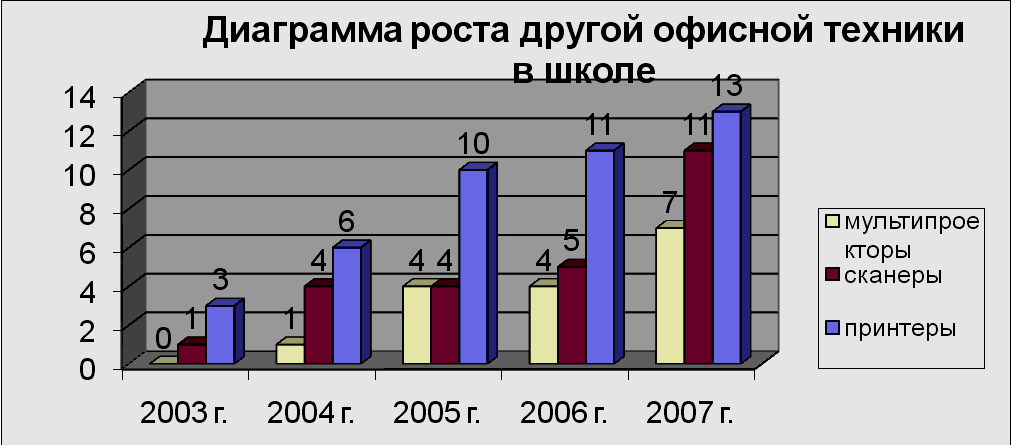 Диаграмма роста другой офисной техники
в школе
14
12
10
8
6
4
2
0
0 1 3
1 4 6
4 4 10
4 5 11
7 11 13
2003 г. 2004 г. 2005 г. 2006 г. 2007 г.
мультипрое
кторы
сканеры
принтеры